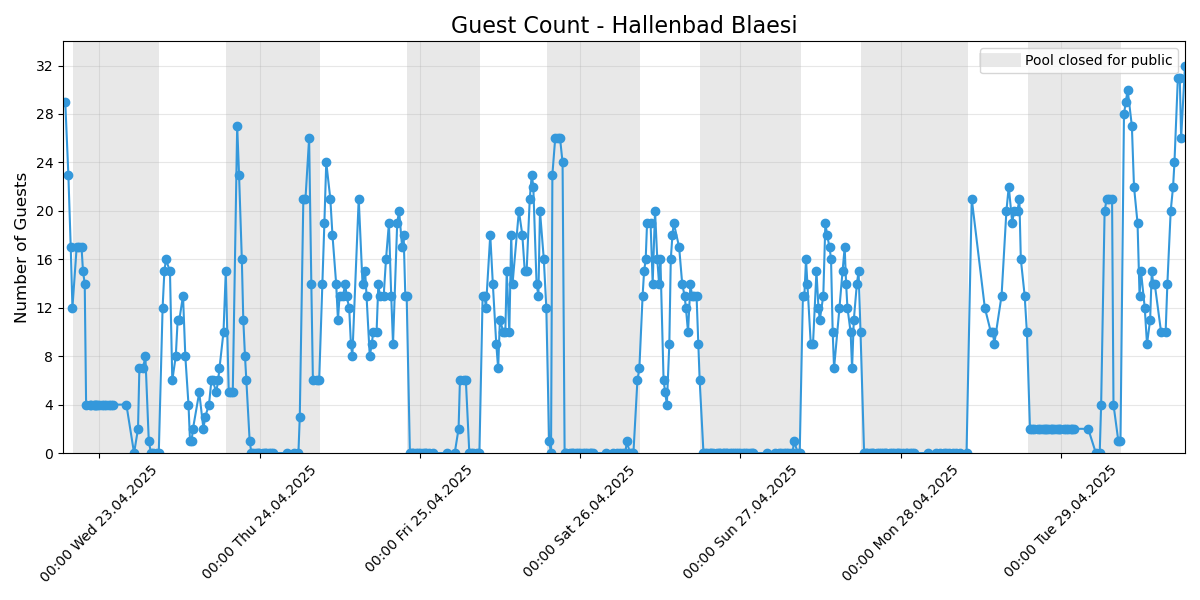 Guest Count - Hallenbad Blaesi
Pool closed for public
Number of Guests
32
28
24
20
16
12
8
4
0
00:00 Wed 23.04.2025
00:00 Thu 24.04.2025
00:00 Fri 25.04.2025
00:00 Sat 26.04.2025
00:00 Sun 27.04.2025
00:00 Mon 28.04.2025
00:00 Tue 29.04.2025